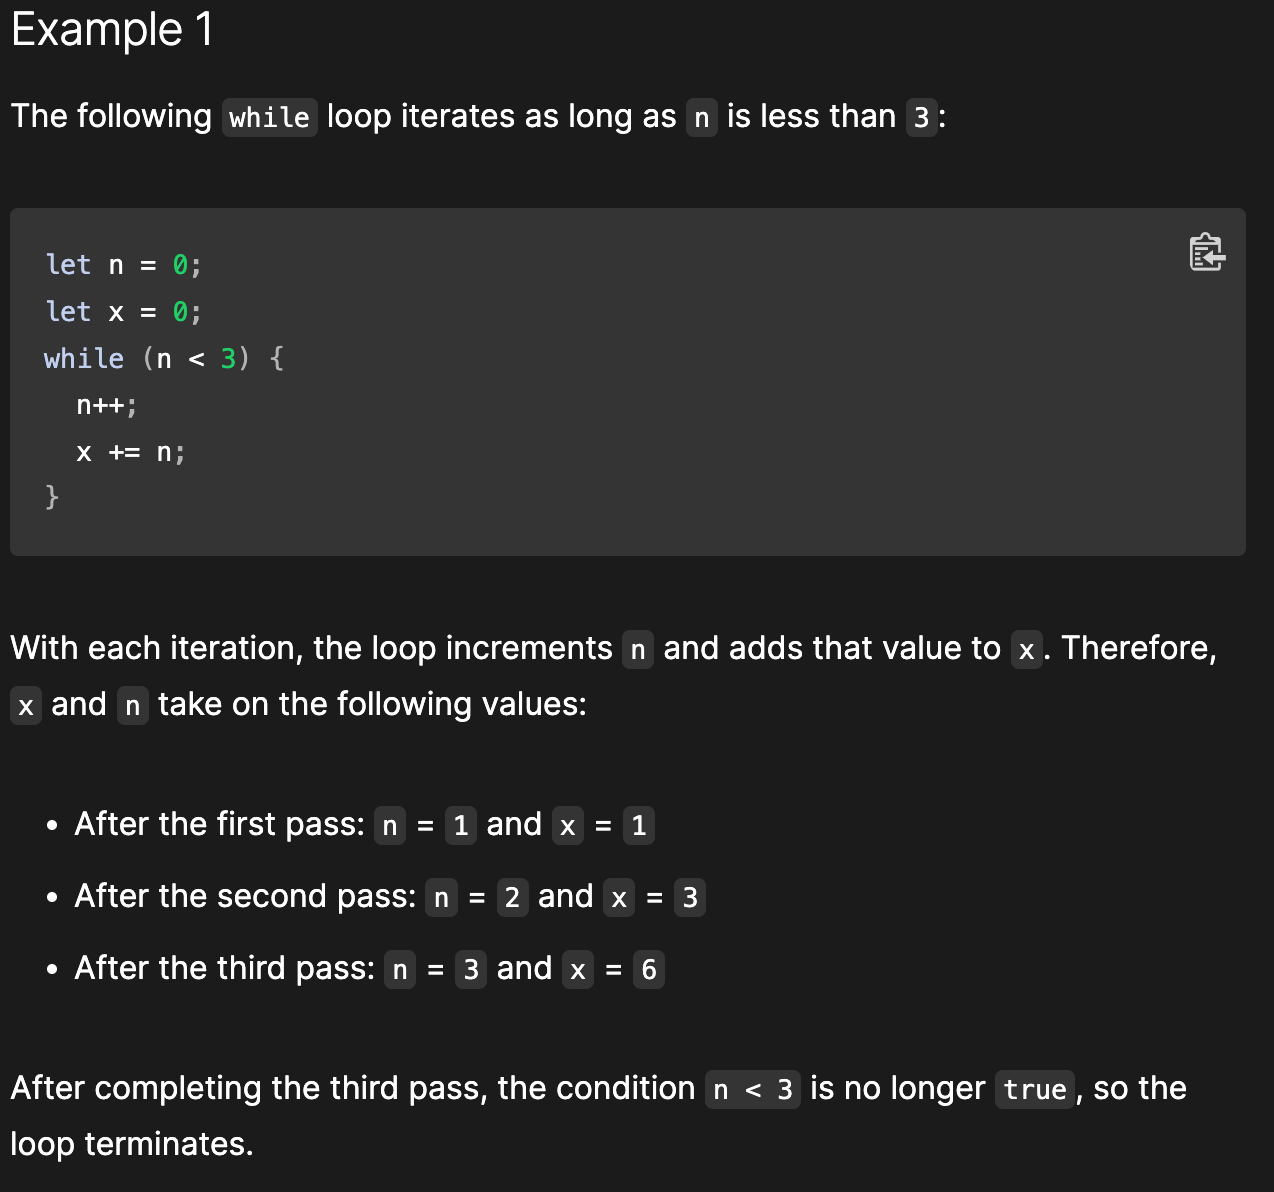 Example 1
The following while loop iterates as long as n is less than 3:
let n = 0;
let x = 0;
while (n < 3) {
  n++;
  x += n;
}
With each iteration, the loop increments n and adds that value to x. Therefore,
x and n take on the following values:
• After the first pass: n = 1 and x = 1
• After the second pass: n = 2 and x = 3
• After the third pass: n = 3 and x = 6
After completing the third pass, the condition n < 3 is no longer true, so the
loop terminates.